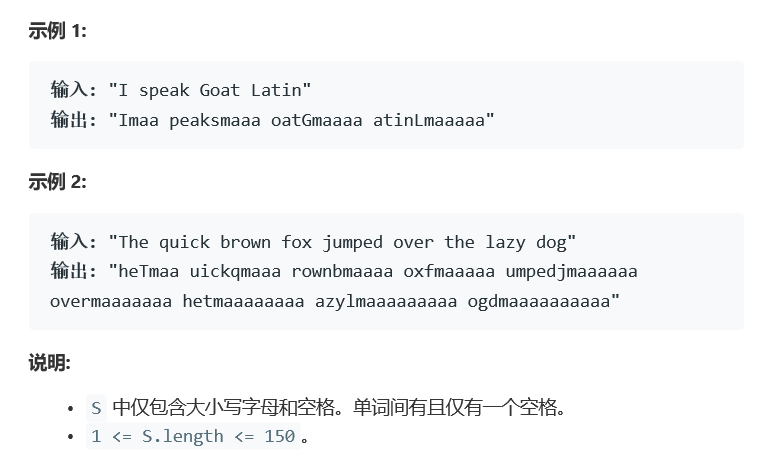 示例 1:
输入: "I speak Goat Latin"
输出: "Imaa peaksmaaa oatGmaaaa atinLmaaaaa"
示例 2:
输入: "The quick brown fox jumped over the lazy dog"
输出: "heTmaa uickqmaaa rownbmaaaa oxfmaaaaa umpedjmaaaaaa
overmaaaaaaa hetmaaaaaaaa azylmaaaaaaaaa ogdmaaaaaaaaaa"
说明:
• S 中仅包含大小写字母和空格。单词间有且仅有一个空格。
• 1 <= S.length <= 150。